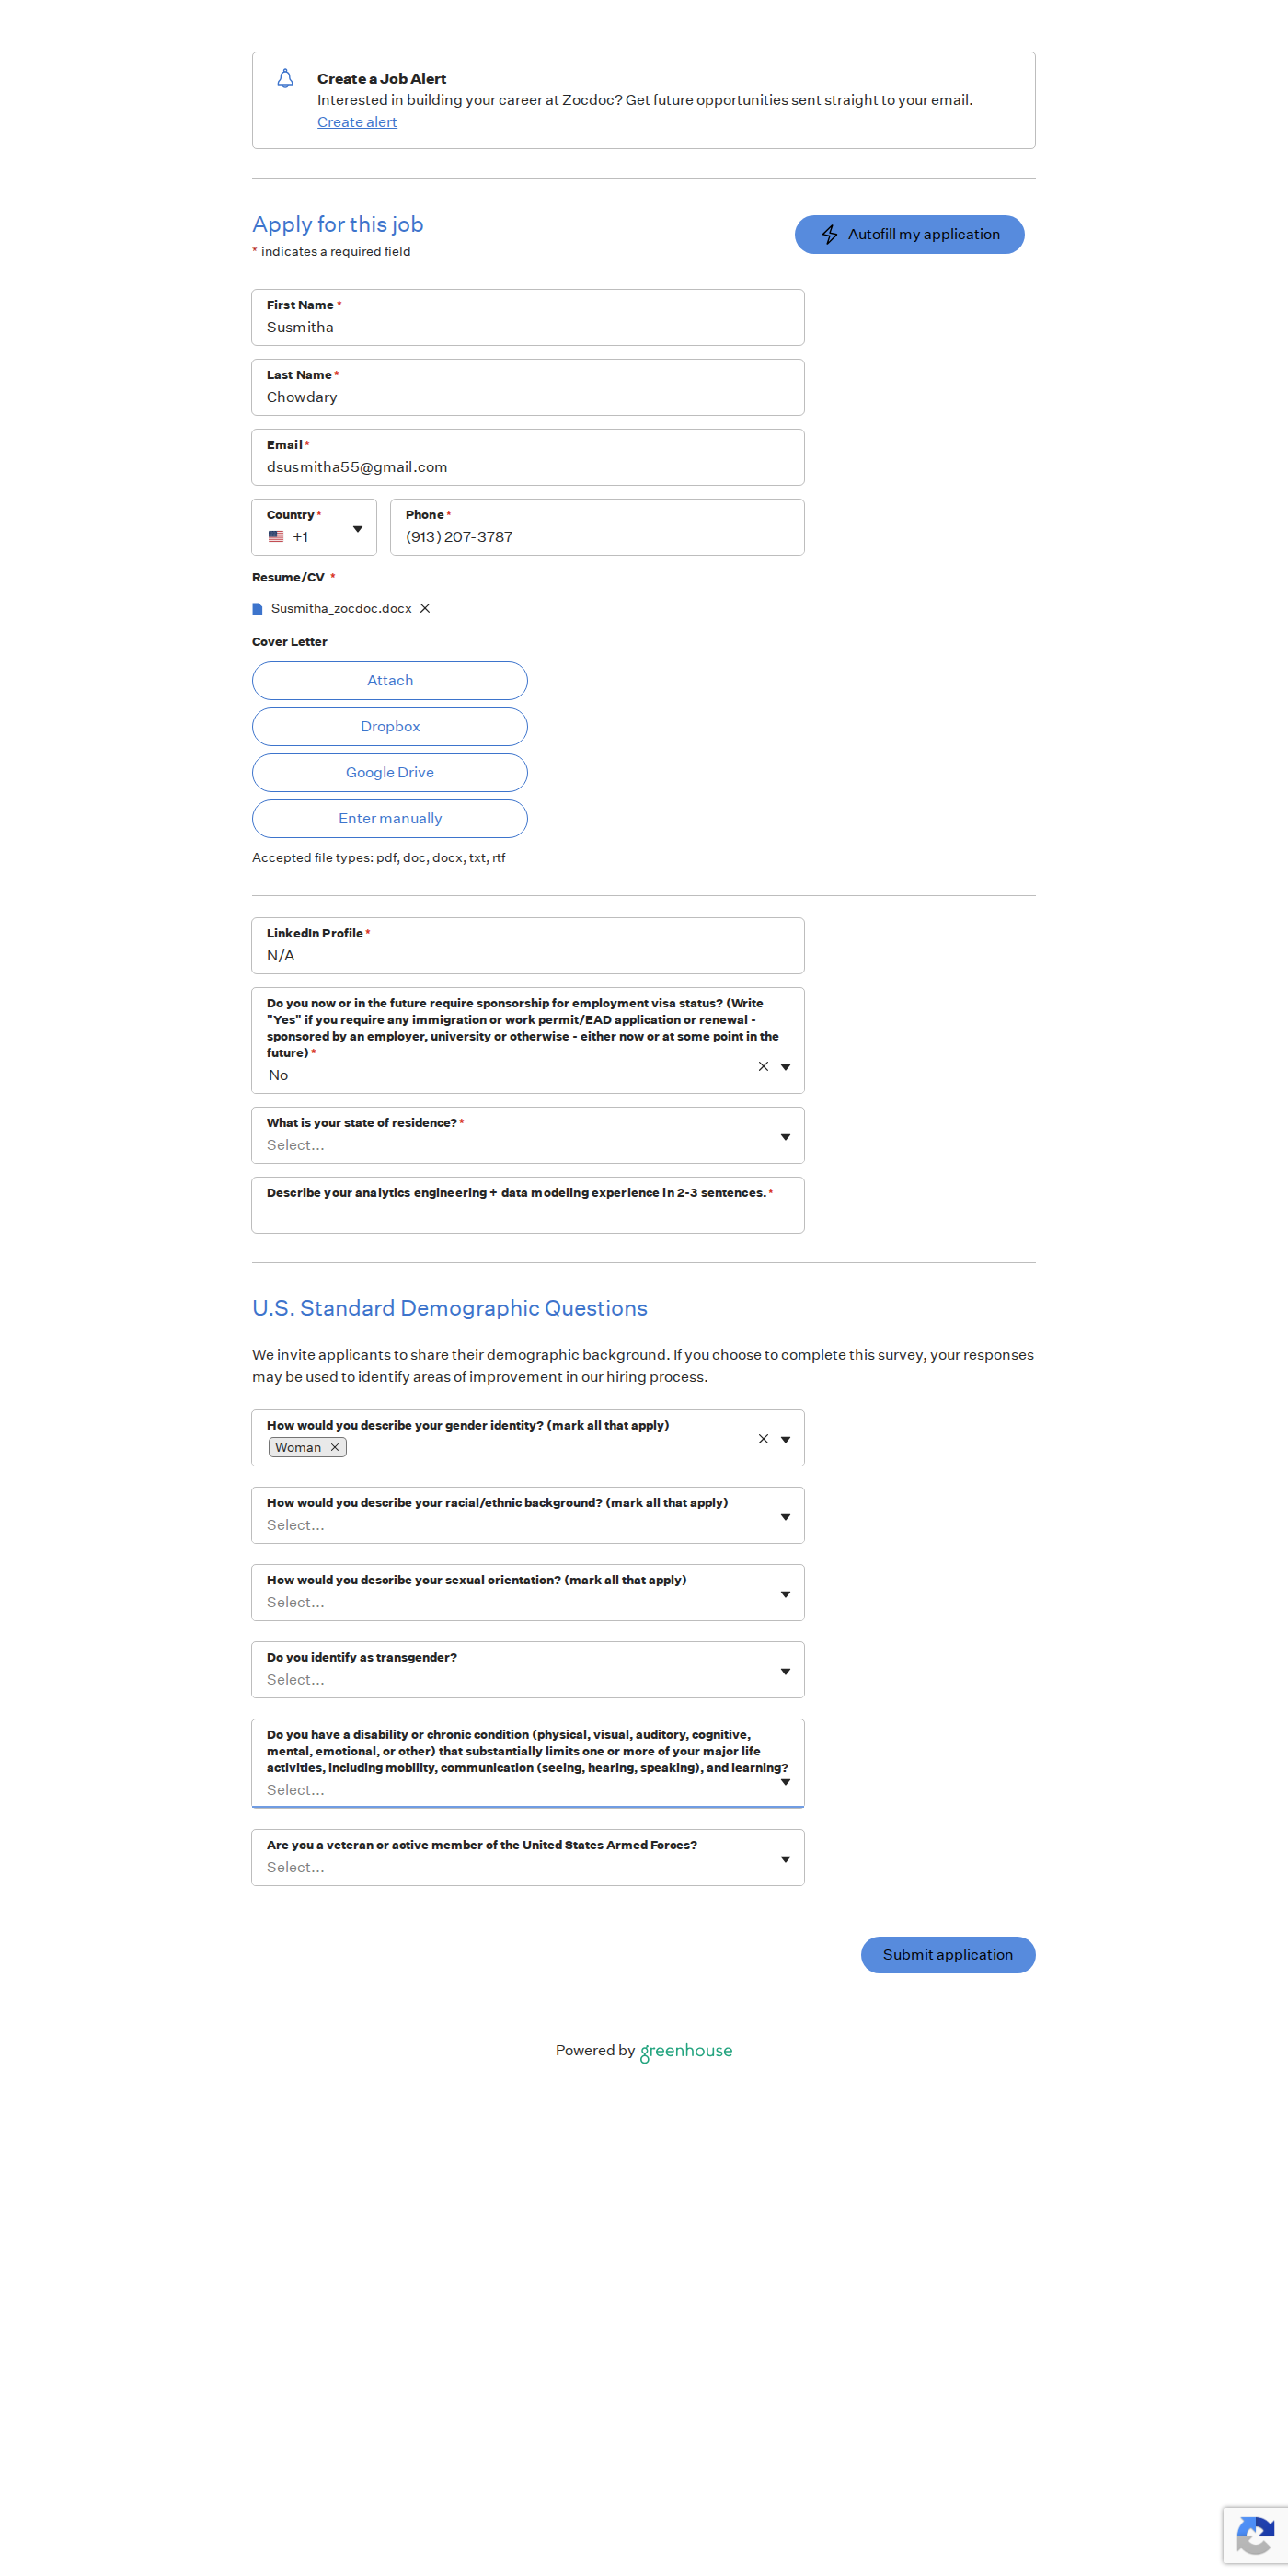 Create a Job Alert
Interested in building your career at Zocdoc? Get future opportunities sent straight to your email.
Create alert
Apply for this job
* indicates a required field
Autofill my application
First Name *
Susmitha
Last Name *
Chowdary
Email *
dsusmitha55@gmail.com
Country *
+1
Phone *
(913) 207-3787
Resume/CV *
Susmitha_zocdoc.docx
Cover Letter
Attach
Dropbox
Google Drive
Enter manually
Accepted file types: pdf, doc, docx, txt, rtf
LinkedIn Profile *
N/A
Do you now or in the future require sponsorship for employment visa status? (Write
"Yes" if you require any immigration or work permit/EAD application or renewal -
sponsored by an employer, university or otherwise - either now or at some point in the
future) *
No
What is your state of residence? *
Select...
Describe your analytics engineering + data modeling experience in 2-3 sentences. *
U.S. Standard Demographic Questions
We invite applicants to share their demographic background. If you choose to complete this survey, your responses
may be used to identify areas of improvement in our hiring process.
How would you describe your gender identity? (mark all that apply)
Woman
How would you describe your racial/ethnic background? (mark all that apply)
Select...
How would you describe your sexual orientation? (mark all that apply)
Select...
Do you identify as transgender?
Select...
Do you have a disability or chronic condition (physical, visual, auditory, cognitive,
mental, emotional, or other) that substantially limits one or more of your major life
activities, including mobility, communication (seeing, hearing, speaking), and learning?
Select...
Are you a veteran or active member of the United States Armed Forces?
Select...
Submit application
Powered by greenhouse